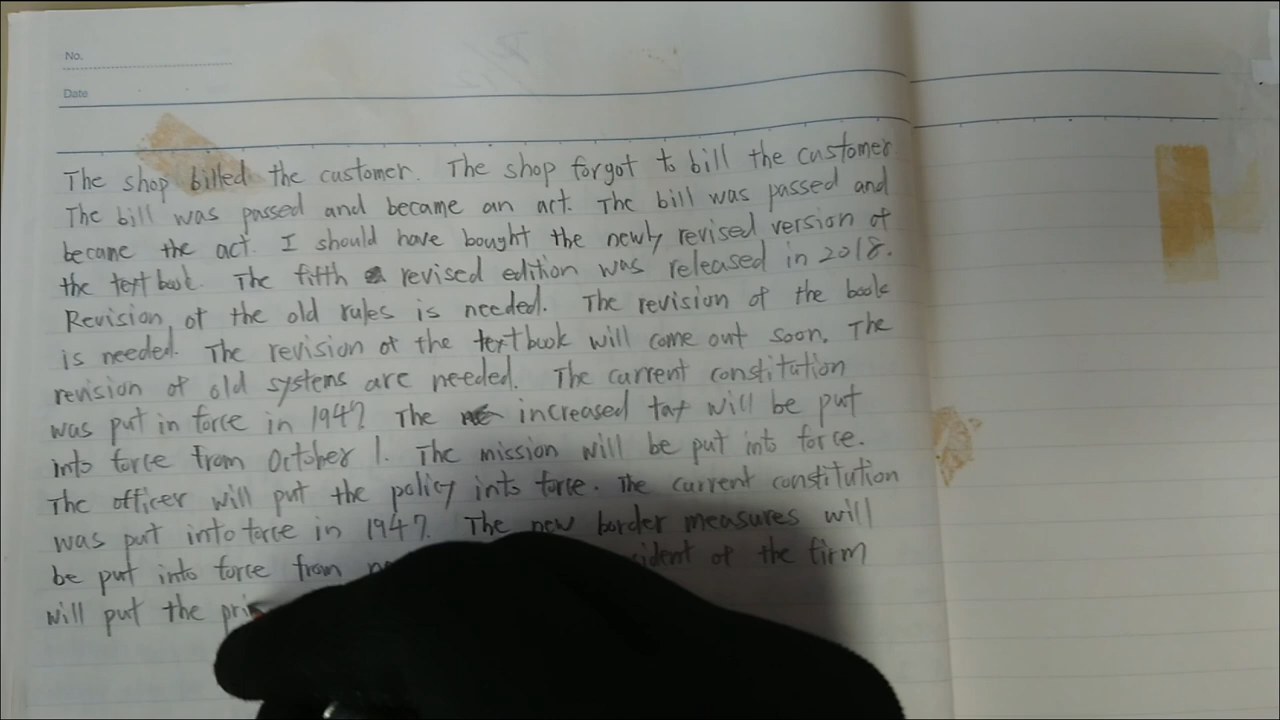 No.
Date
The shop billed the customer. The shop forgot to bill the customer
The bill was passed and became an act. The bill was passed and
became the act. I should have bought the newly revised version of
the textbook. The fifth revised edition was released in 2018.
Revision of the old rules is needed. The revision of the book
is needed. The revision of the textbook will come out soon. The
revision of old systems are needed. The current constitution
was put in force in 1947. The increased tax will be put
into force from October 1. The mission will be put into force.
The officer will put the policy into force. The current constitution
was put into force in 1947. The new border measures will
be put into force from of the firm
will put the